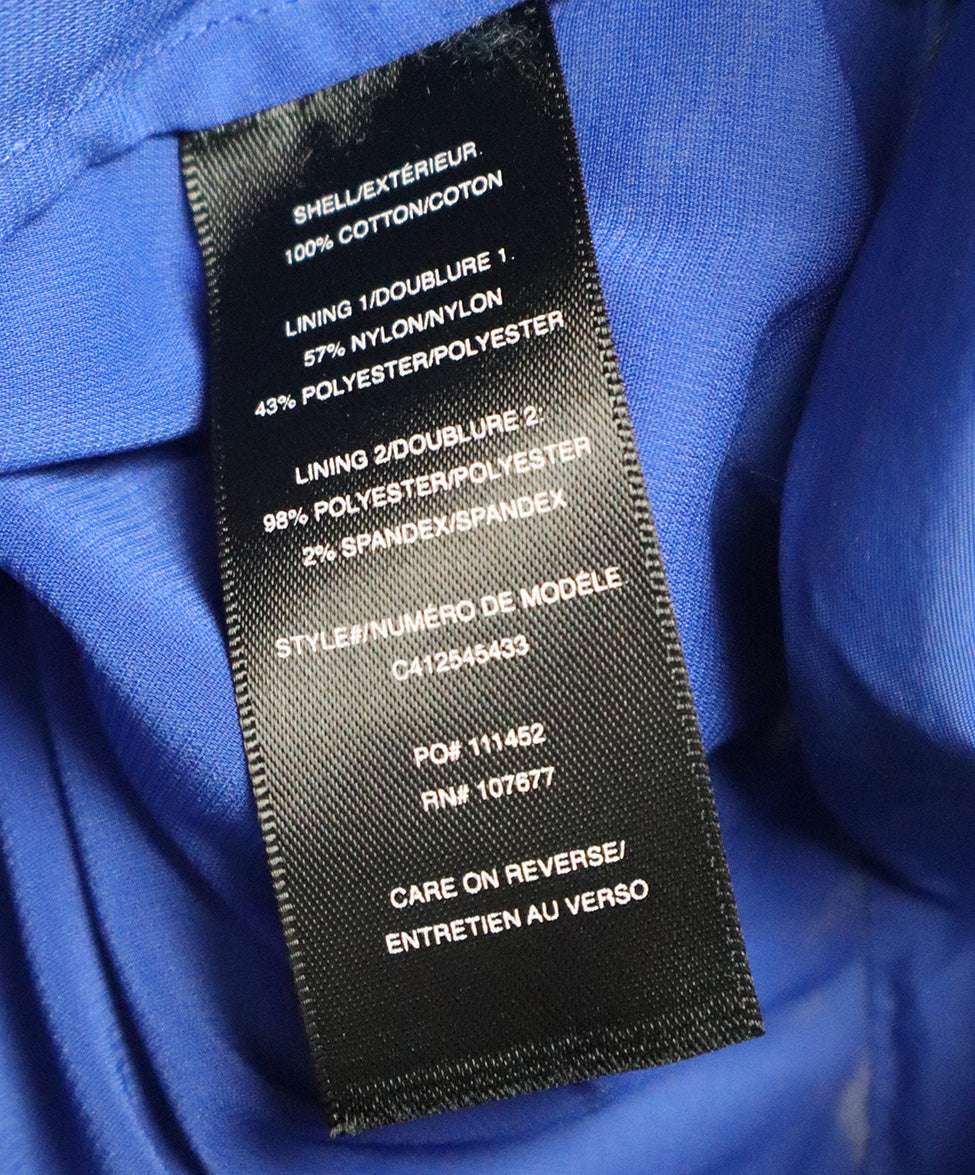 SHELL/EXTÉRIEUR.
100% COTTON/COTON
LINING 1/DOUBLURE 1.
57% NYLON/NYLON
43% POLYESTER/POLYESTER
LINING 2/DOUBLURE 2:
98% POLYESTER/POLYESTER
2% SPANDEX/SPANDEX
STYLE#/NUMÉRO DE MODÉLE
C412545433
PO# 111452
RN# 107677
CARE ON REVERSE/
ENTRETIEN AU VERSO